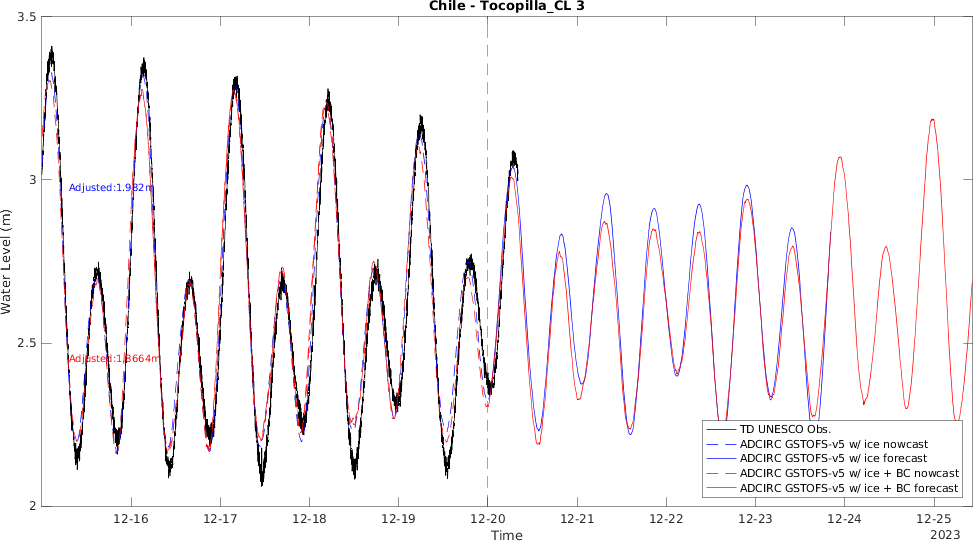 Chile - Tocopilla_CL 3
3.5
3
2.5
2
Water Level (m)
Adjusted:1.982m
Adjusted:1.8664m
TD UNESCO Obs.
ADCIRC GSTOFS-v5 w/ ice nowcast
ADCIRC GSTOFS-v5 w/ ice forecast
ADCIRC GSTOFS-v5 w/ ice + BC nowcast
ADCIRC GSTOFS-v5 w/ ice + BC forecast
12-16 12-17 12-18 12-19 12-20 12-21 12-22 12-23 12-24 12-25
2023
Time